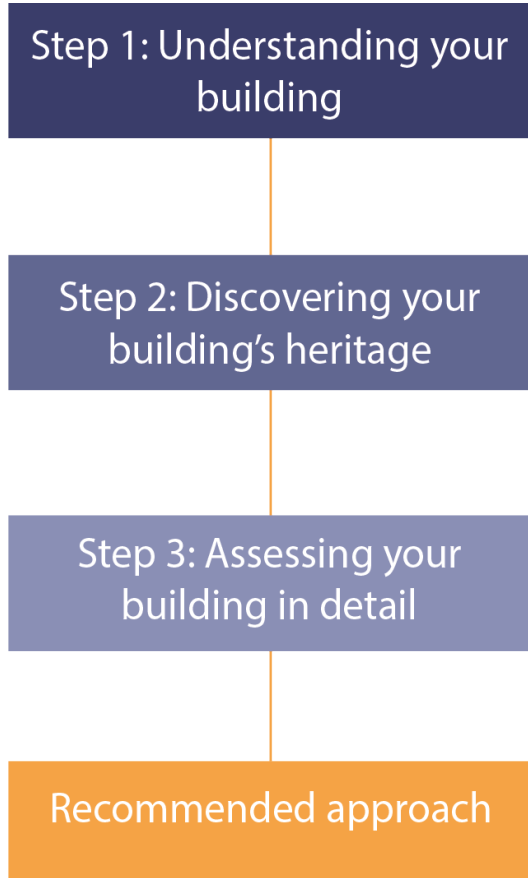 Step 1: Understanding your
building
Step 2: Discovering your
building’s heritage
Step 3: Assessing your
building in detail
Recommended approach